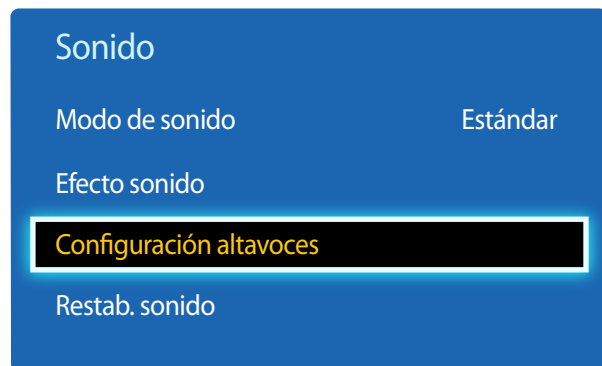 Sonido
Modo de sonido Estándar
Efecto sonido
Configuración altavoces
Restab. sonido